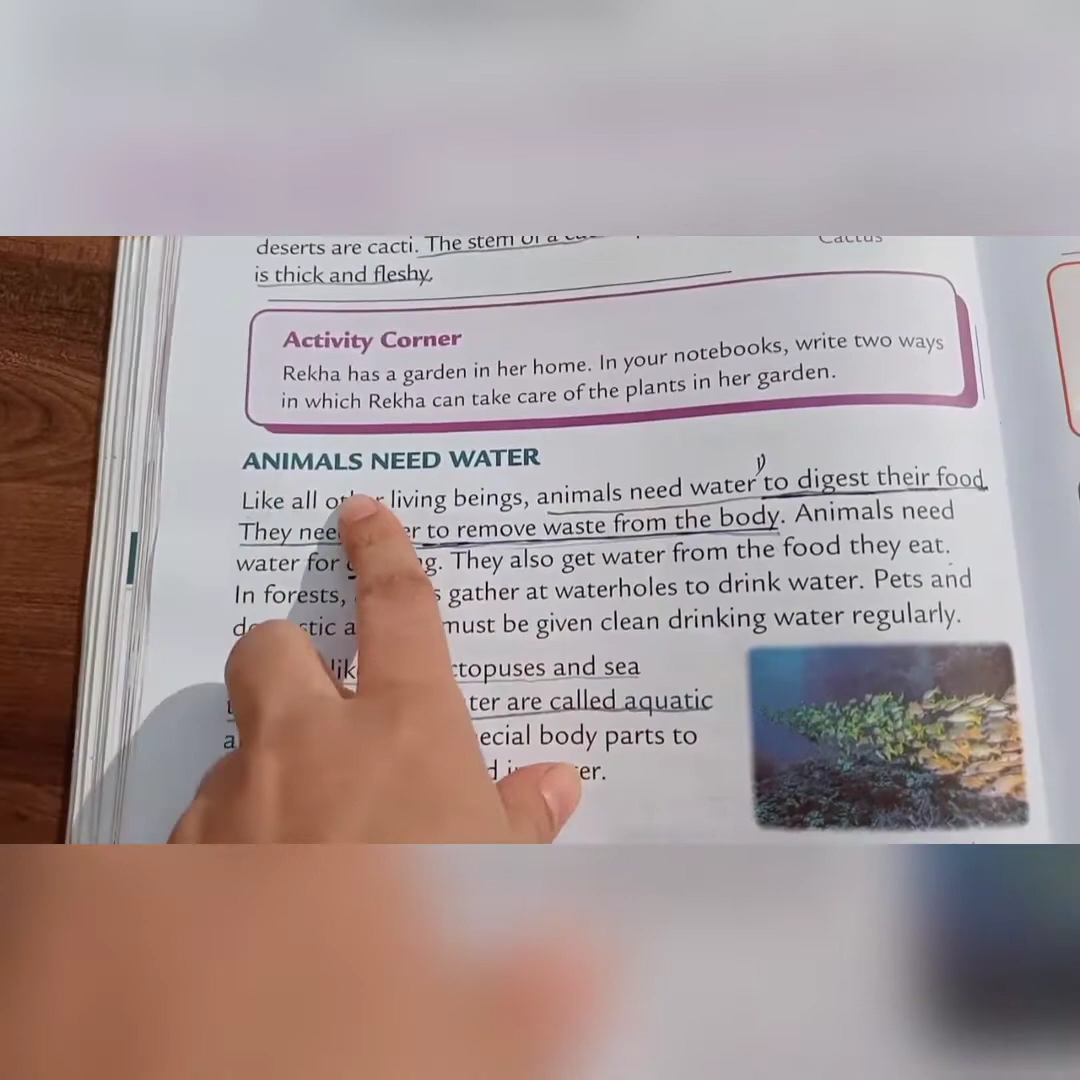 deserts are cacti. The stem of a
Cactus
is thick and fleshy.
Activity Corner
Rekha has a garden in her home. In your notebooks, write two ways
in which Rekha can take care of the plants in her garden.
ANIMALS NEED WATER
Like all other living beings, animals need water to digest their food.
They need to remove waste from the body. Animals need
water for They also get water from the food they eat.
In forests, gather at waterholes to drink water. Pets and
must be given clean drinking water regularly.
and sea
are called aquatic
body parts to